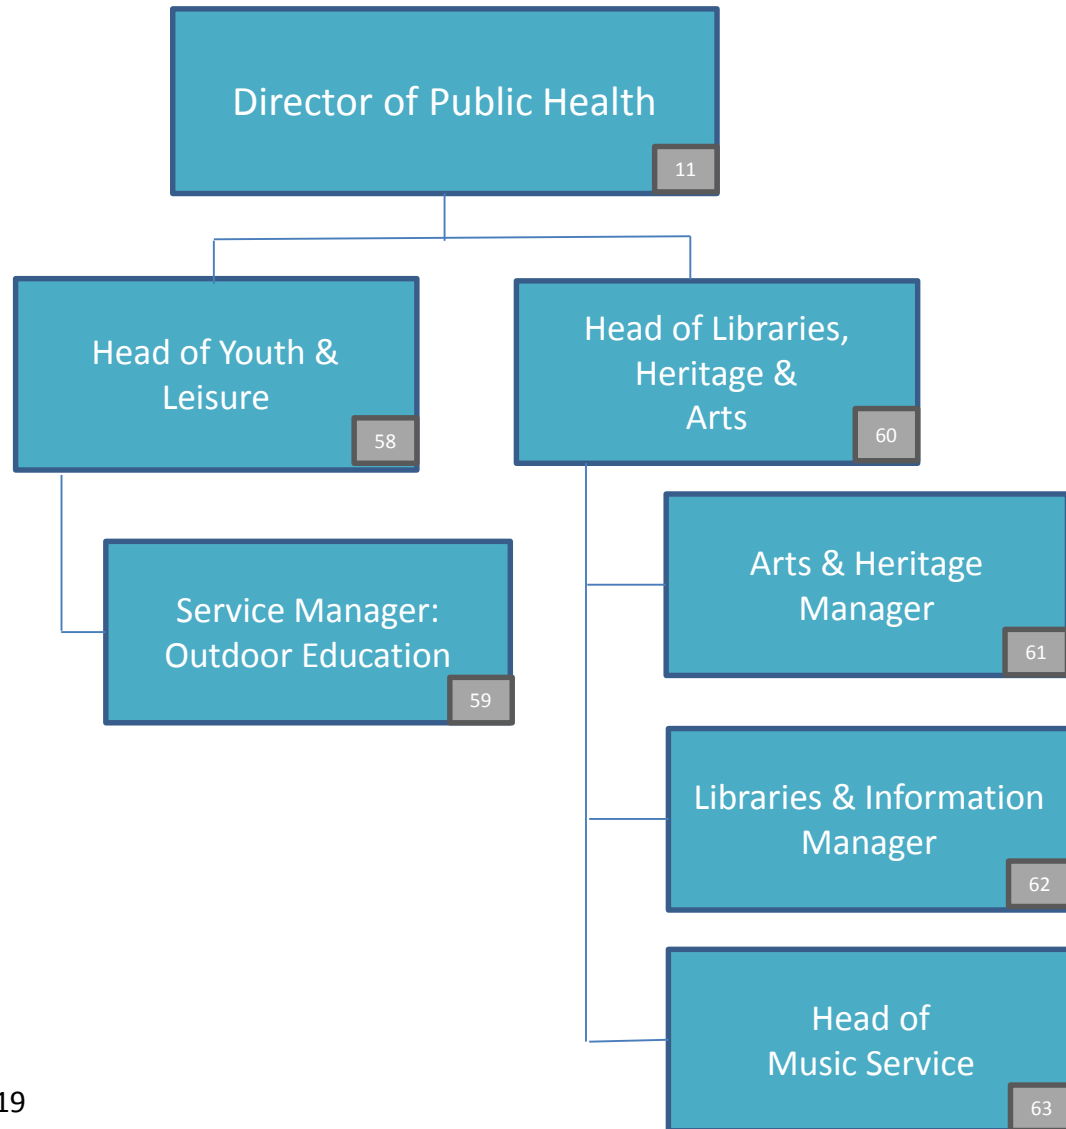 Director of Public Health
11
Head of Youth &
Leisure
58
Head of Libraries,
Heritage &
Arts
60
Service Manager:
Outdoor Education
59
Arts & Heritage
Manager
61
Libraries & Information
Manager
62
Head of
Music Service
63
19